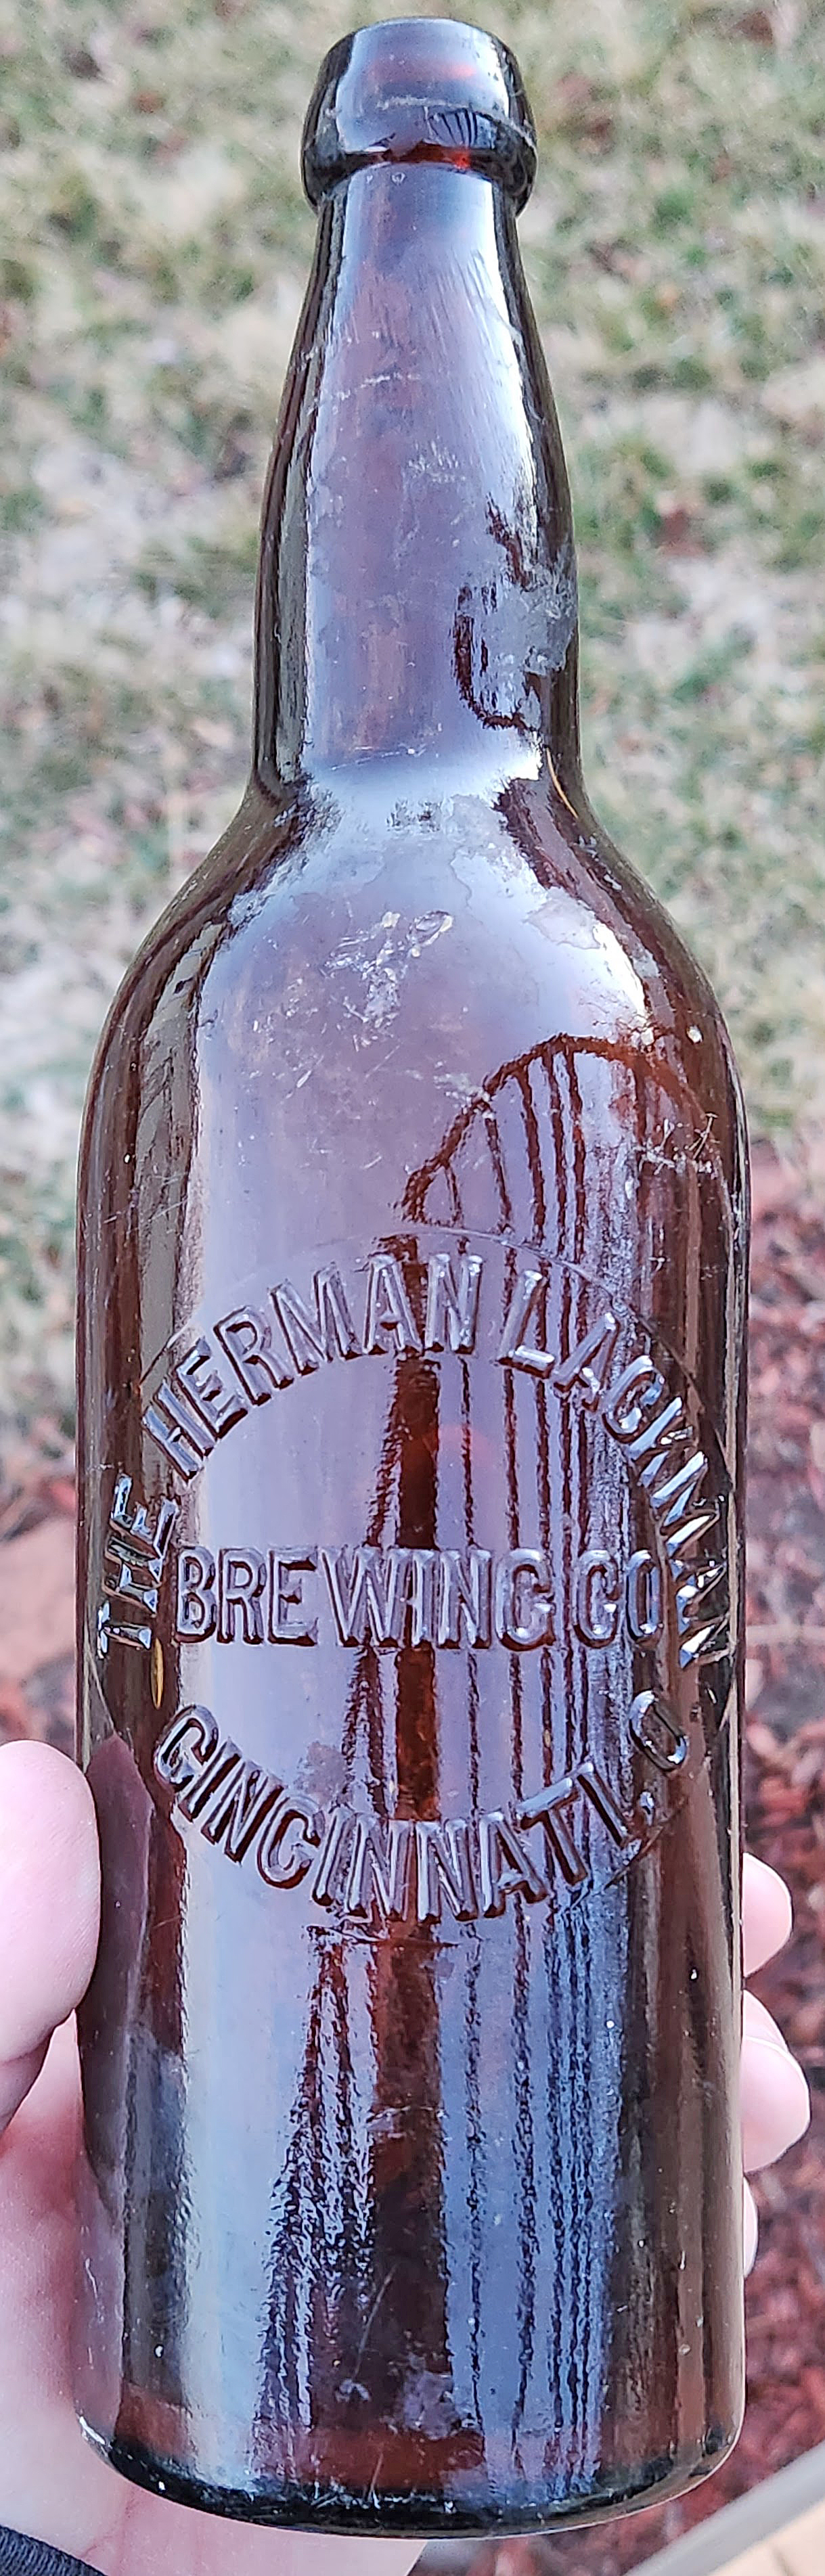 THE HERMAN LACKMAN
BREWING CO
CINCINNATI, O